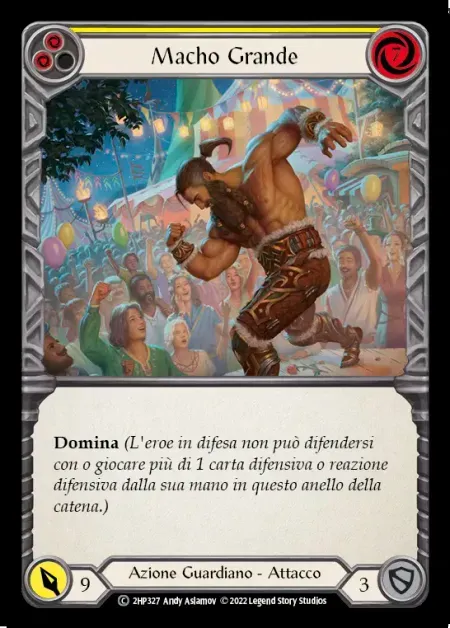 Macho Grande
7
Domina (L'eroe in difesa non può difendersi
con o giocare più di 1 carta difensiva o reazione
difensiva dalla sua mano in questo anello della
catena.)
9
Azione Guardiano - Attacco
3
C 2HP327 Andy Aslamov © 2022 Legend Story Studios